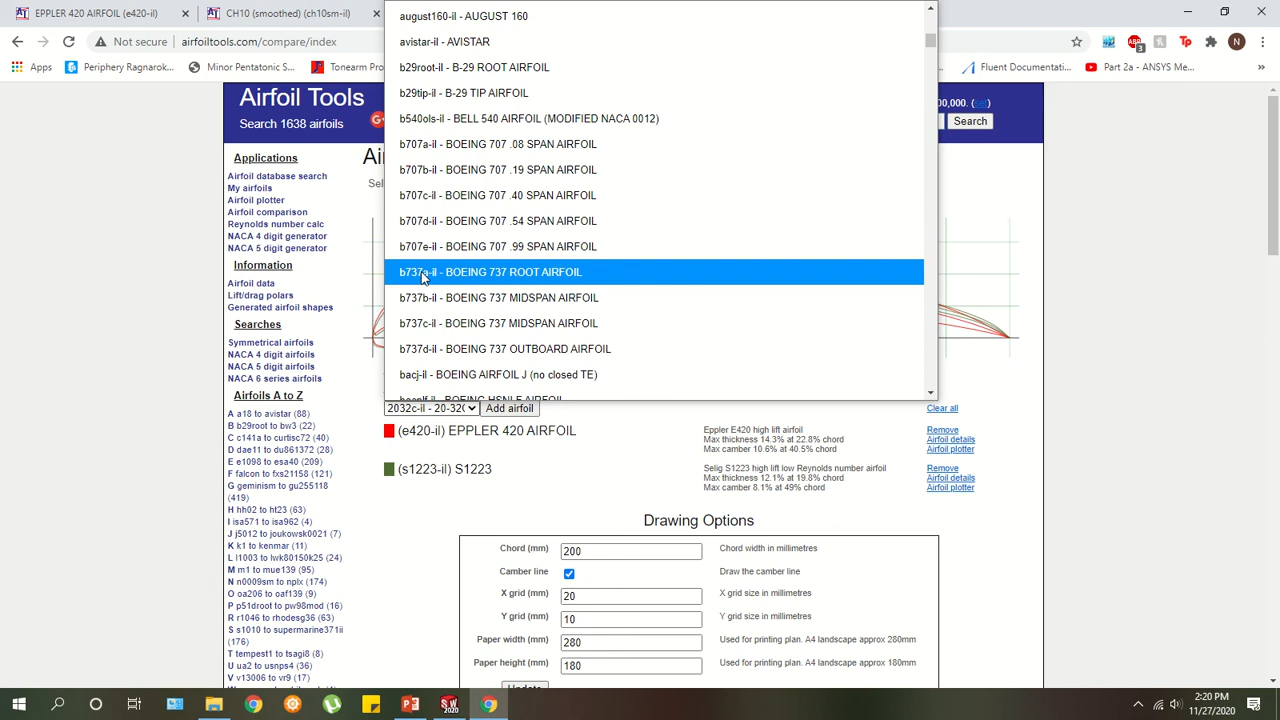 EPPLER 420 AIRFOIL (e420-il)
CH10 (smoothed) (ch10sm-il)
Not secure
airfoiltools.com/compare/index
3
N
Apps
Periphery Ragnarok...
Minor Pentatonic S...
Tonearm Pro
Fluent Documentati...
Part 2a - ANSYS Me...
»
august160-il - AUGUST 160
avistar-il - AVISTAR
b29root-il - B-29 ROOT AIRFOIL
b29tip-il - B-29 TIP AIRFOIL
b540ols-il - BELL 540 AIRFOIL (MODIFIED NACA 0012)
b707a-il - BOEING 707 .08 SPAN AIRFOIL
b707b-il - BOEING 707 .19 SPAN AIRFOIL
b707c-il - BOEING 707 .40 SPAN AIRFOIL
b707d-il - BOEING 707 .54 SPAN AIRFOIL
b707e-il - BOEING 707 .99 SPAN AIRFOIL
b737a-il - BOEING 737 ROOT AIRFOIL
b737b-il - BOEING 737 MIDSPAN AIRFOIL
b737c-il - BOEING 737 MIDSPAN AIRFOIL
b737d-il - BOEING 737 OUTBOARD AIRFOIL
bacj-il - BOEING AIRFOIL J (no closed TE)
Airfoil Tools
Search 1638 airfoils
00,000. (set)
Search
Applications
Airfoil database search
My airfoils
Airfoil plotter
Airfoil comparison
Reynolds number calc
NACA 4 digit generator
NACA 5 digit generator
Information
Airfoil data
Lift/drag polars
Generated airfoil shapes
Searches
Symmetrical airfoils
NACA 4 digit airfoils
NACA 5 digit airfoils
NACA 6 series airfoils
Airfoils A to Z
A a18 to avistar (88)
B b29root to bw3 (22)
C c141a to curtisc72 (40)
D dae11 to du861372 (28)
E e1098 to esa40 (209)
F falcon to fxs21158 (121)
G geminism to gu255118
(419)
H hh02 to ht23 (63)
I isa571 to isa962 (4)
J j5012 to joukowsk0021 (7)
K k1 to kenmar (11)
L l1003 to lwk80150k25 (24)
M m1 to mue139 (95)
N n0009sm to nplx (174)
O oa206 to oaf139 (9)
P p51droot to pw98mod (16)
R r1046 to rhodesg36 (63)
S s1010 to supermarine371ii
(176)
T tempest1 to tsagi8 (8)
U ua2 to usnps4 (36)
V v13006 to vr9 (17)
2032c-il - 20-32(
Add airfoil
Clear all
(e420-il) EPPLER 420 AIRFOIL
Eppler E420 high lift airfoil
Max thickness 14.3% at 22.8% chord
Max camber 10.6% at 40.5% chord
Remove
Airfoil details
Airfoil plotter
(s1223-il) S1223
Selig S1223 high lift low Reynolds number airfoil
Max thickness 12.1% at 19.8% chord
Max camber 8.1% at 49% chord
Remove
Airfoil details
Airfoil plotter
Drawing Options
Chord (mm) 200 Chord width in millimetres
Camber line Draw the camber line
X grid (mm) 20 X grid size in millimetres
Y grid (mm) 10 Y grid size in millimetres
Paper width (mm) 280 Used for printing plan. A4 landscape approx 280mm
Paper height (mm) 180 Used for printing plan. A4 landscape approx 180mm
2:20 PM
11/27/2020